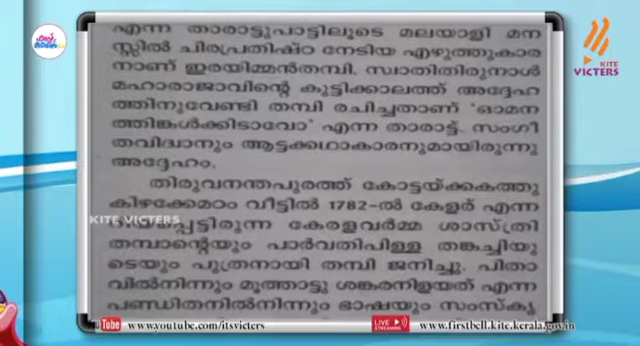 എന്ന താരാട്ടുപാട്ടിലൂടെ മലയാളി മന
സ്സിൽ ചിരപ്രതിഷ്ഠ നേടിയ എഴുത്തുകാര
നാണ് ഇരയിമ്മൻതമ്പി. സ്വാതിതിരുനാൾ
മഹാരാജാവിന്റെ കുട്ടിക്കാലത്ത് അദ്ദേഹ
ത്തിനുവേണ്ടി തമ്പി രചിച്ചതാണ് 'ഓമന
ത്തിങ്കൾക്കിടാവോ' എന്ന താരാട്ട്. സംഗീ
തവിദ്വാനും ആട്ടക്കഥാകാരനുമായിരുന്നു
അദ്ദേഹം.
തിരുവനന്തപുരത്ത് കോട്ടയ്ക്കകത്തു
കിഴക്കേമഠം വീട്ടിൽ 1782-ൽ കേളര് എന്ന
KITE VICTERS
കേരളവർമ്മ ശാസ്ത്രി
തമ്പാന്റെയും പാർവതിപിള്ള തങ്കച്ചിയു
ടെയും പുത്രനായി തമ്പി ജനിച്ചു. പിതാ
വിൽനിന്നും മൂത്താട്ടു ശങ്കരനിളയത് എന്ന
പണ്ഡിതനിൽനിന്നും ഭാഷയും സംസ്കൃ
KITE
VICTERS
You Tube www.youtube.com/itsvicters
LIVE STREAMING www.firstbell.kite.kerala.gov.in